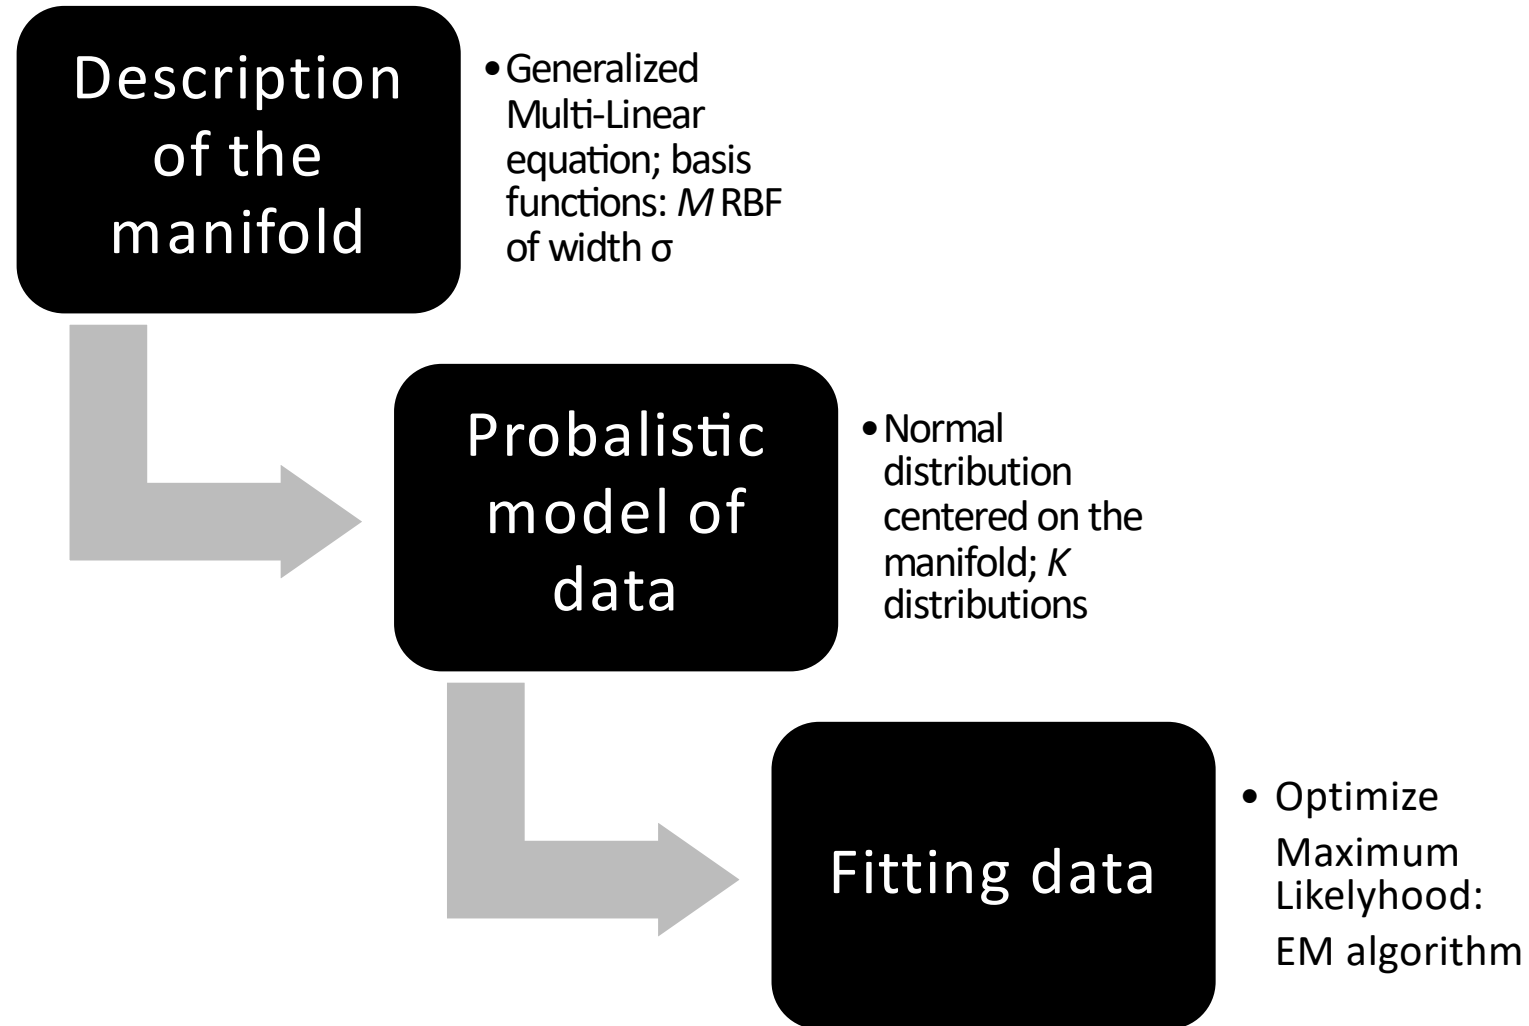 Description
of the
manifold
•Generalized
Multi-Linear
equation; basis
functions: M RBF
of width σ
Probalistic
model of
data
•Normal
distribution
centered on the
manifold; K
distributions
Fitting data
• Optimize
Maximum
Likelyhood:
EM algorithm